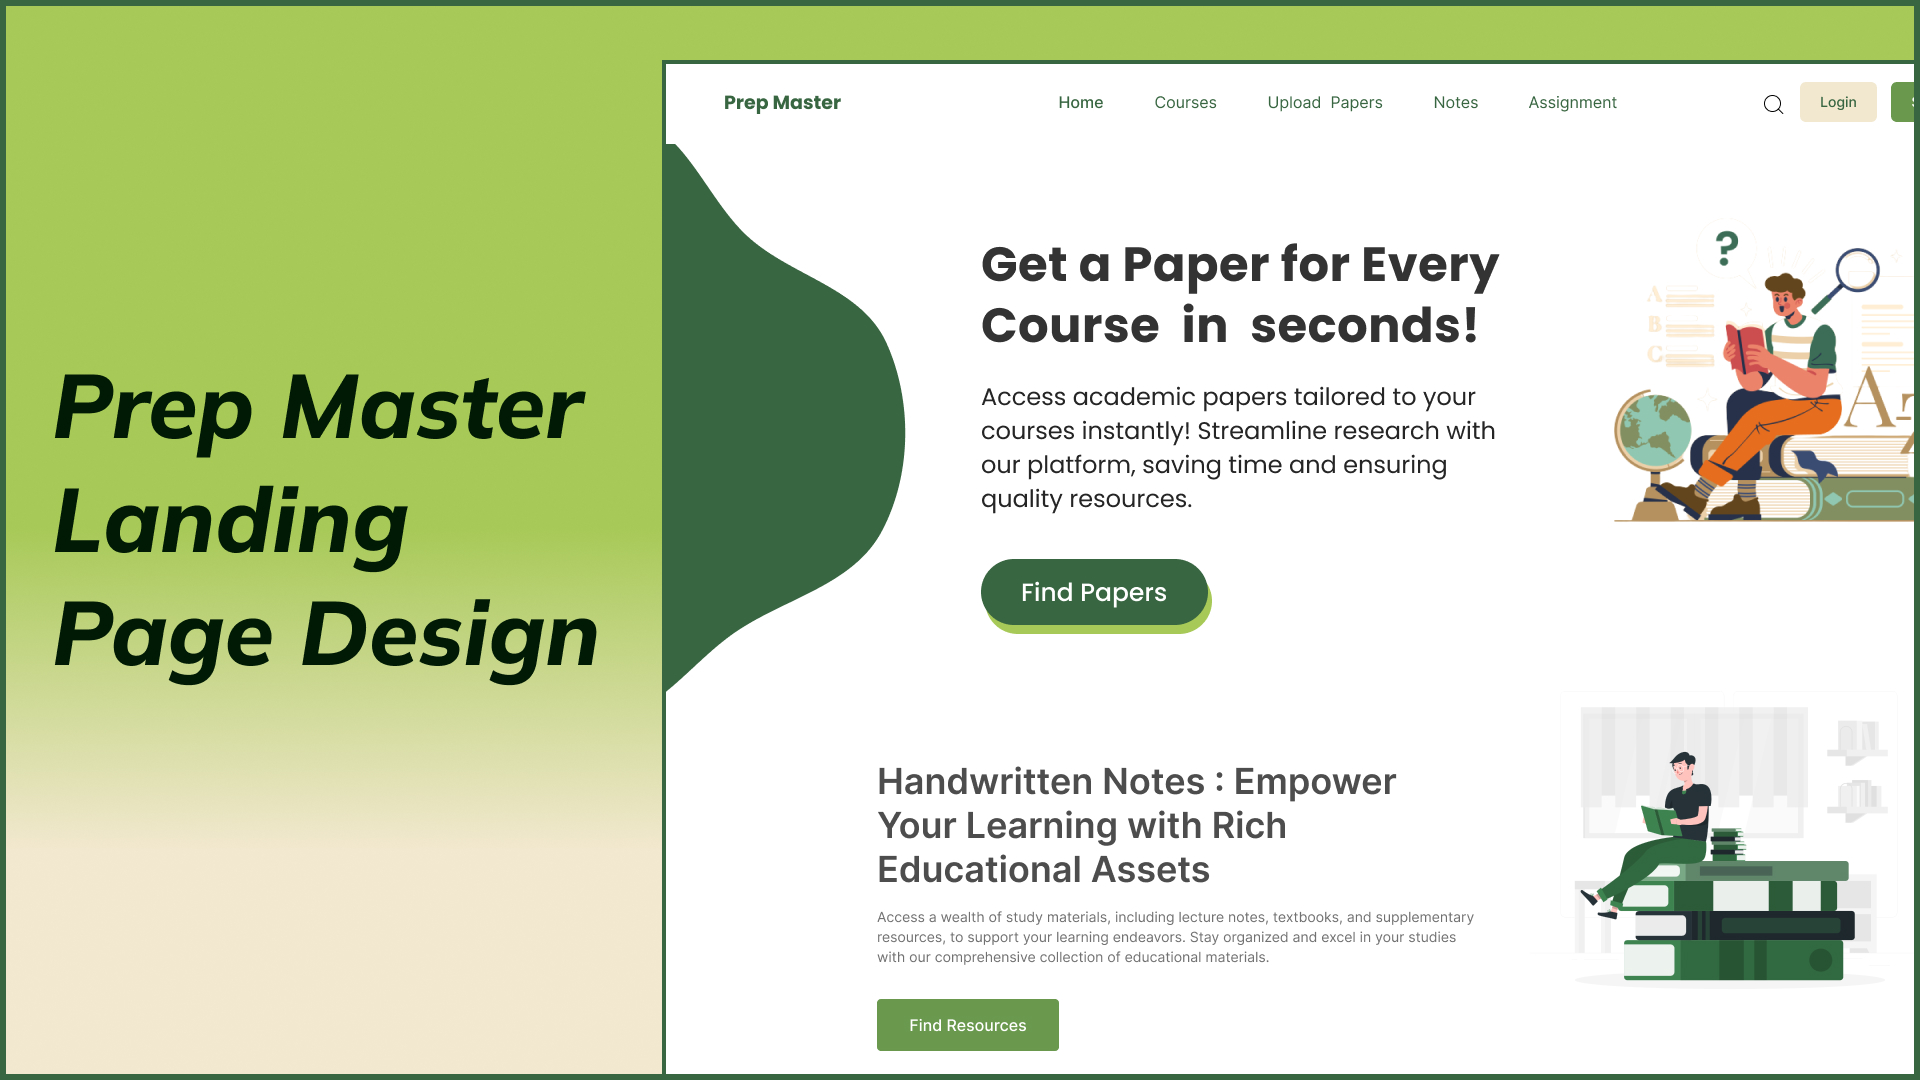 Prep Master
Landing
Page Design
Prep Master
Home
Courses
Upload Papers
Notes
Assignment
Login
Get a Paper for Every
Course in seconds!
Access academic papers tailored to your
courses instantly! Streamline research with
our platform, saving time and ensuring
quality resources.
Find Papers
?
A
B
C
A
Handwritten Notes : Empower
Your Learning with Rich
Educational Assets
Access a wealth of study materials, including lecture notes, textbooks, and supplementary
resources, to support your learning endeavors. Stay organized and excel in your studies
with our comprehensive collection of educational materials.
Find Resources